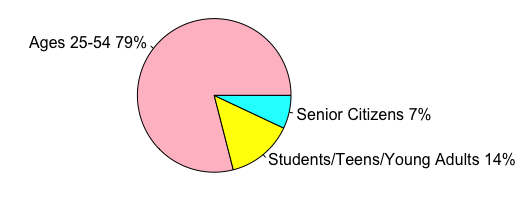 Ages 25-54 79%
Senior Citizens 7%
Students/Teens/Young Adults 14%